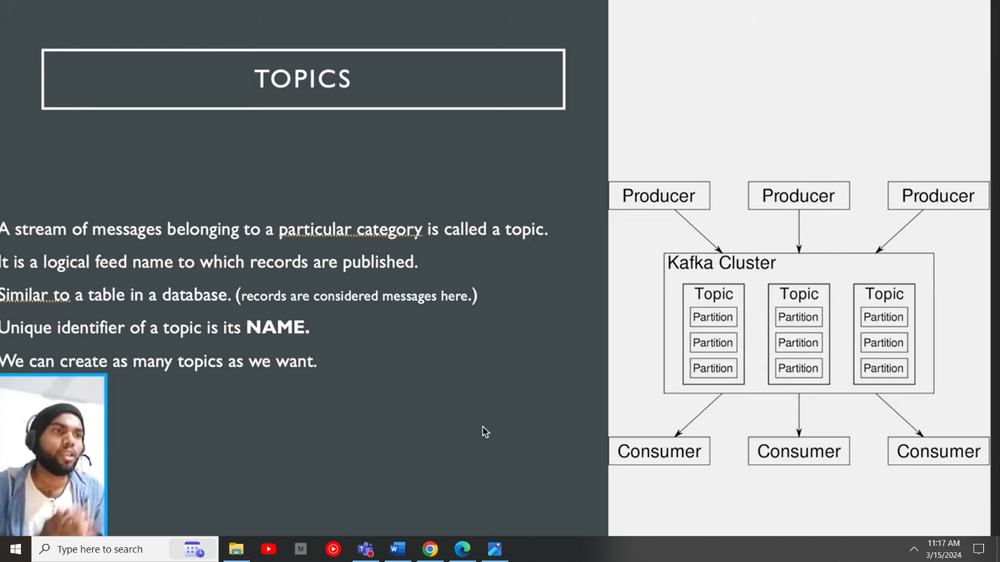 TOPICS
A stream of messages belonging to a particular category is called a topic.
It is a logical feed name to which records are published.
Similar to a table in a database. (records are considered messages here.)
Unique identifier of a topic is its NAME.
We can create as many topics as we want.
Producer
Producer
Producer
Kafka Cluster
Topic
Partition
Partition
Partition
Topic
Partition
Partition
Partition
Topic
Partition
Partition
Partition
Consumer
Consumer
Consumer
Type here to search
M
W
11:17 AM
3/15/2024